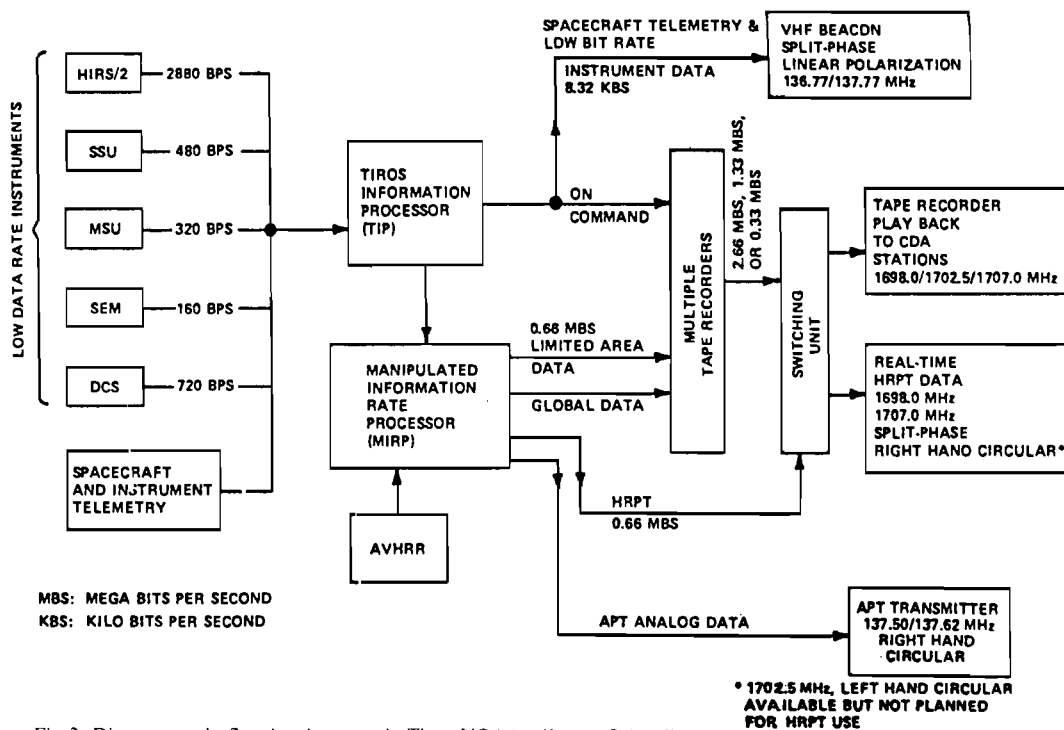 LOW DATA RATE INSTRUMENTS
HIRS/2
2880 BPS
SSU
480 BPS
MSU
320 BPS
SEM
160 BPS
DCS
720 BPS
SPACECRAFT
AND INSTRUMENT
TELEMETRY
MBS: MEGA BITS PER SECOND
KBS: KILO BITS PER SECOND
TIROS
INFORMATION
PROCESSOR
(TIP)
MANIPULATED
INFORMATION
RATE
PROCESSOR
(MIRP)
AVHRR
SPACECRAFT TELEMETRY &
LOW BIT RATE
INSTRUMENT DATA
8.32 KBS
ON
COMMAND
0.66 MBS
LIMITED AREA
DATA
GLOBAL DATA
HRPT
0.66 MBS
APT ANALOG DATA
MULTIPLE
TAPE RECORDERS
2.66 MBS, 1.33 MBS,
OR 0.33 MBS
SWITCHING
UNIT
VHF BEACON
SPLIT-PHASE
LINEAR POLARIZATION
136.77/137.77 MHz
TAPE RECORDER
PLAY BACK
TO CDA
STATIONS
1698.0/1702.5/1707.0 MHz
REAL-TIME
HRPT DATA
1698.0 MHz
1707.0 MHz
SPLIT-PHASE
RIGHT HAND CIRCULAR*
APT TRANSMITTER
137.50/137.62 MHz
RIGHT HAND
CIRCULAR
* 1702.5 MHz, LEFT HAND CIRCULAR
AVAILABLE BUT NOT PLANNED
FOR HRPT USE